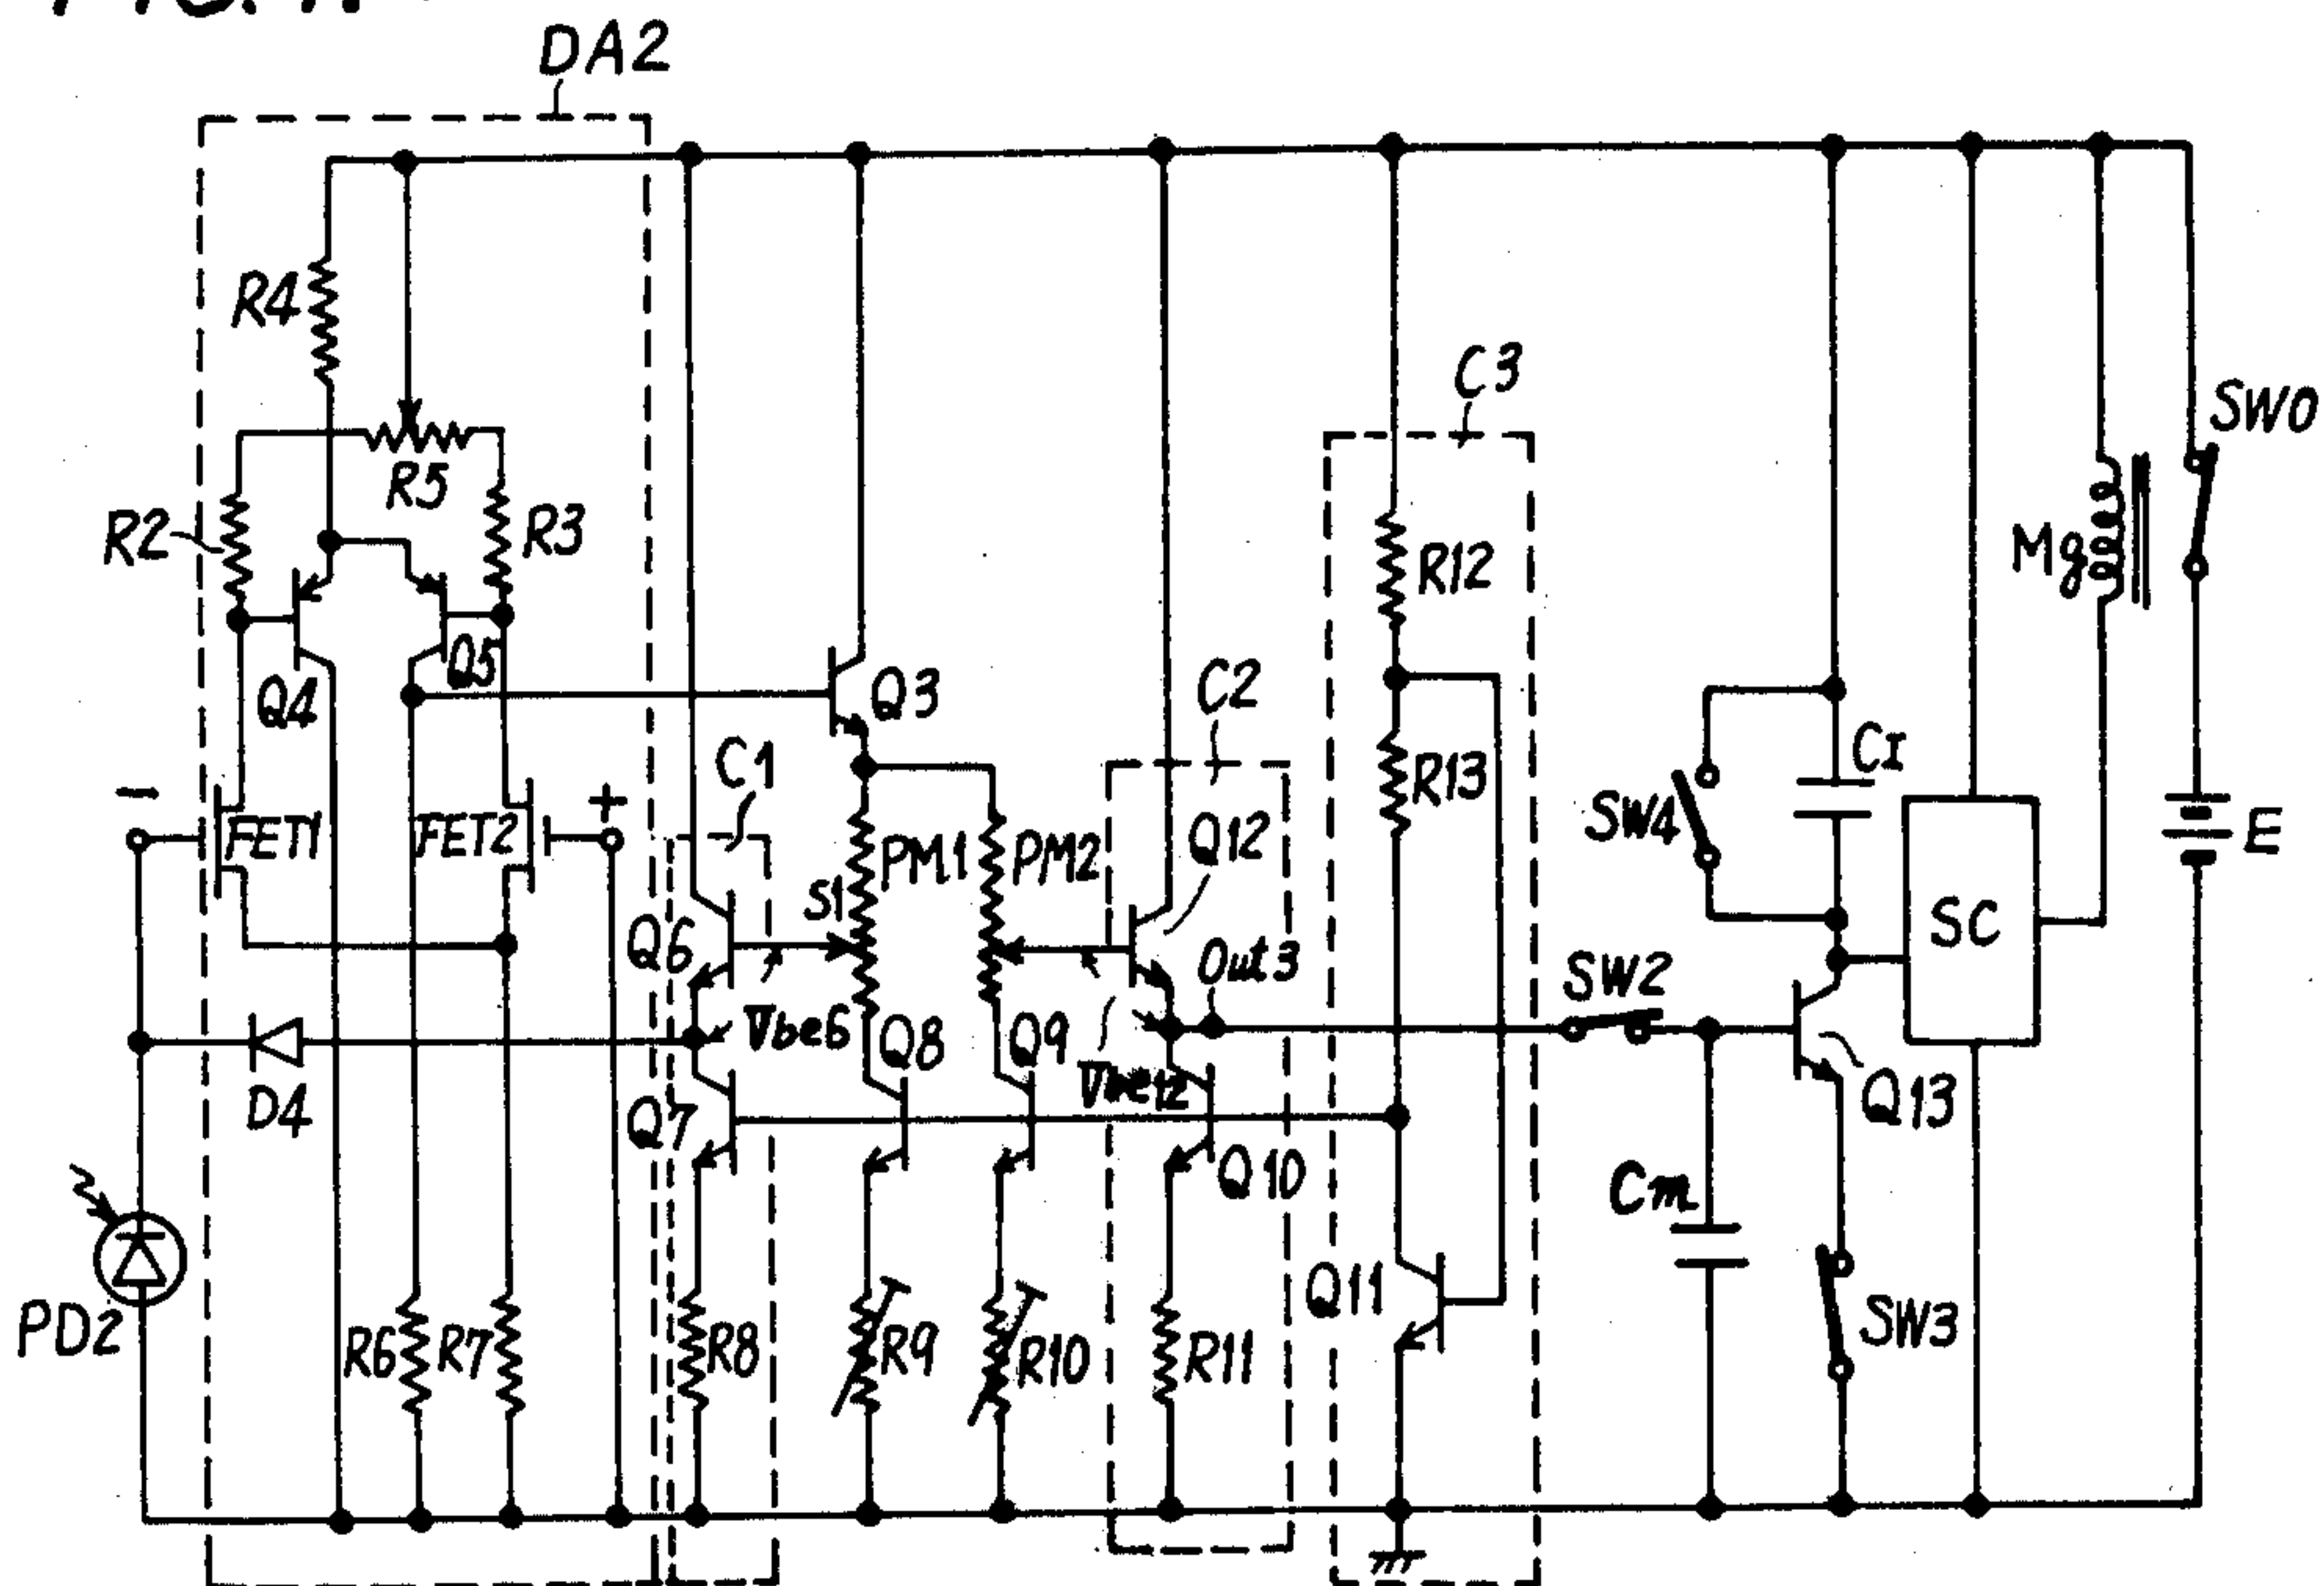 DA2
R4
C3
SW0
R5
R2
R3
R12
Mg
Q5
Q4
Q3
C2
C1
R13
CI
SW4
-
+
FET1
FET2
PM1
PM2
Q12
E
S1
SC
Q6
Out3
SW2
Vbe6
Q8
Q9
Vbe12
D4
Q7
Q10
Q13
Cm
Q11
PD2
R6
R7
R8
R9
R10
R11
SW3